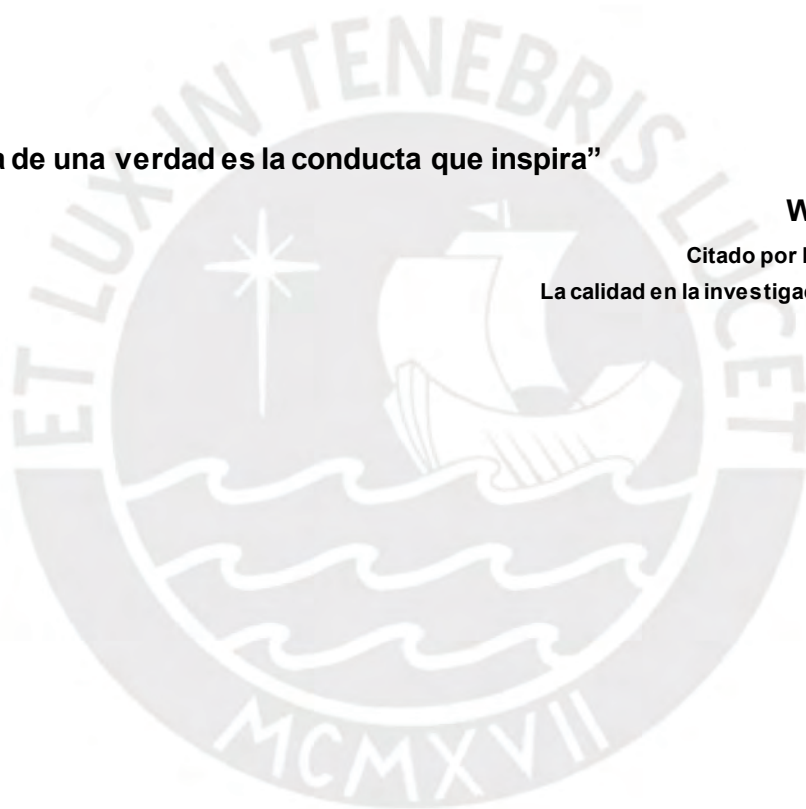 ET LUX IN TENEBRIS LUCET
a de una verdad es la conducta que inspira”
W
Citado por
La calidad en la
MCMXVII